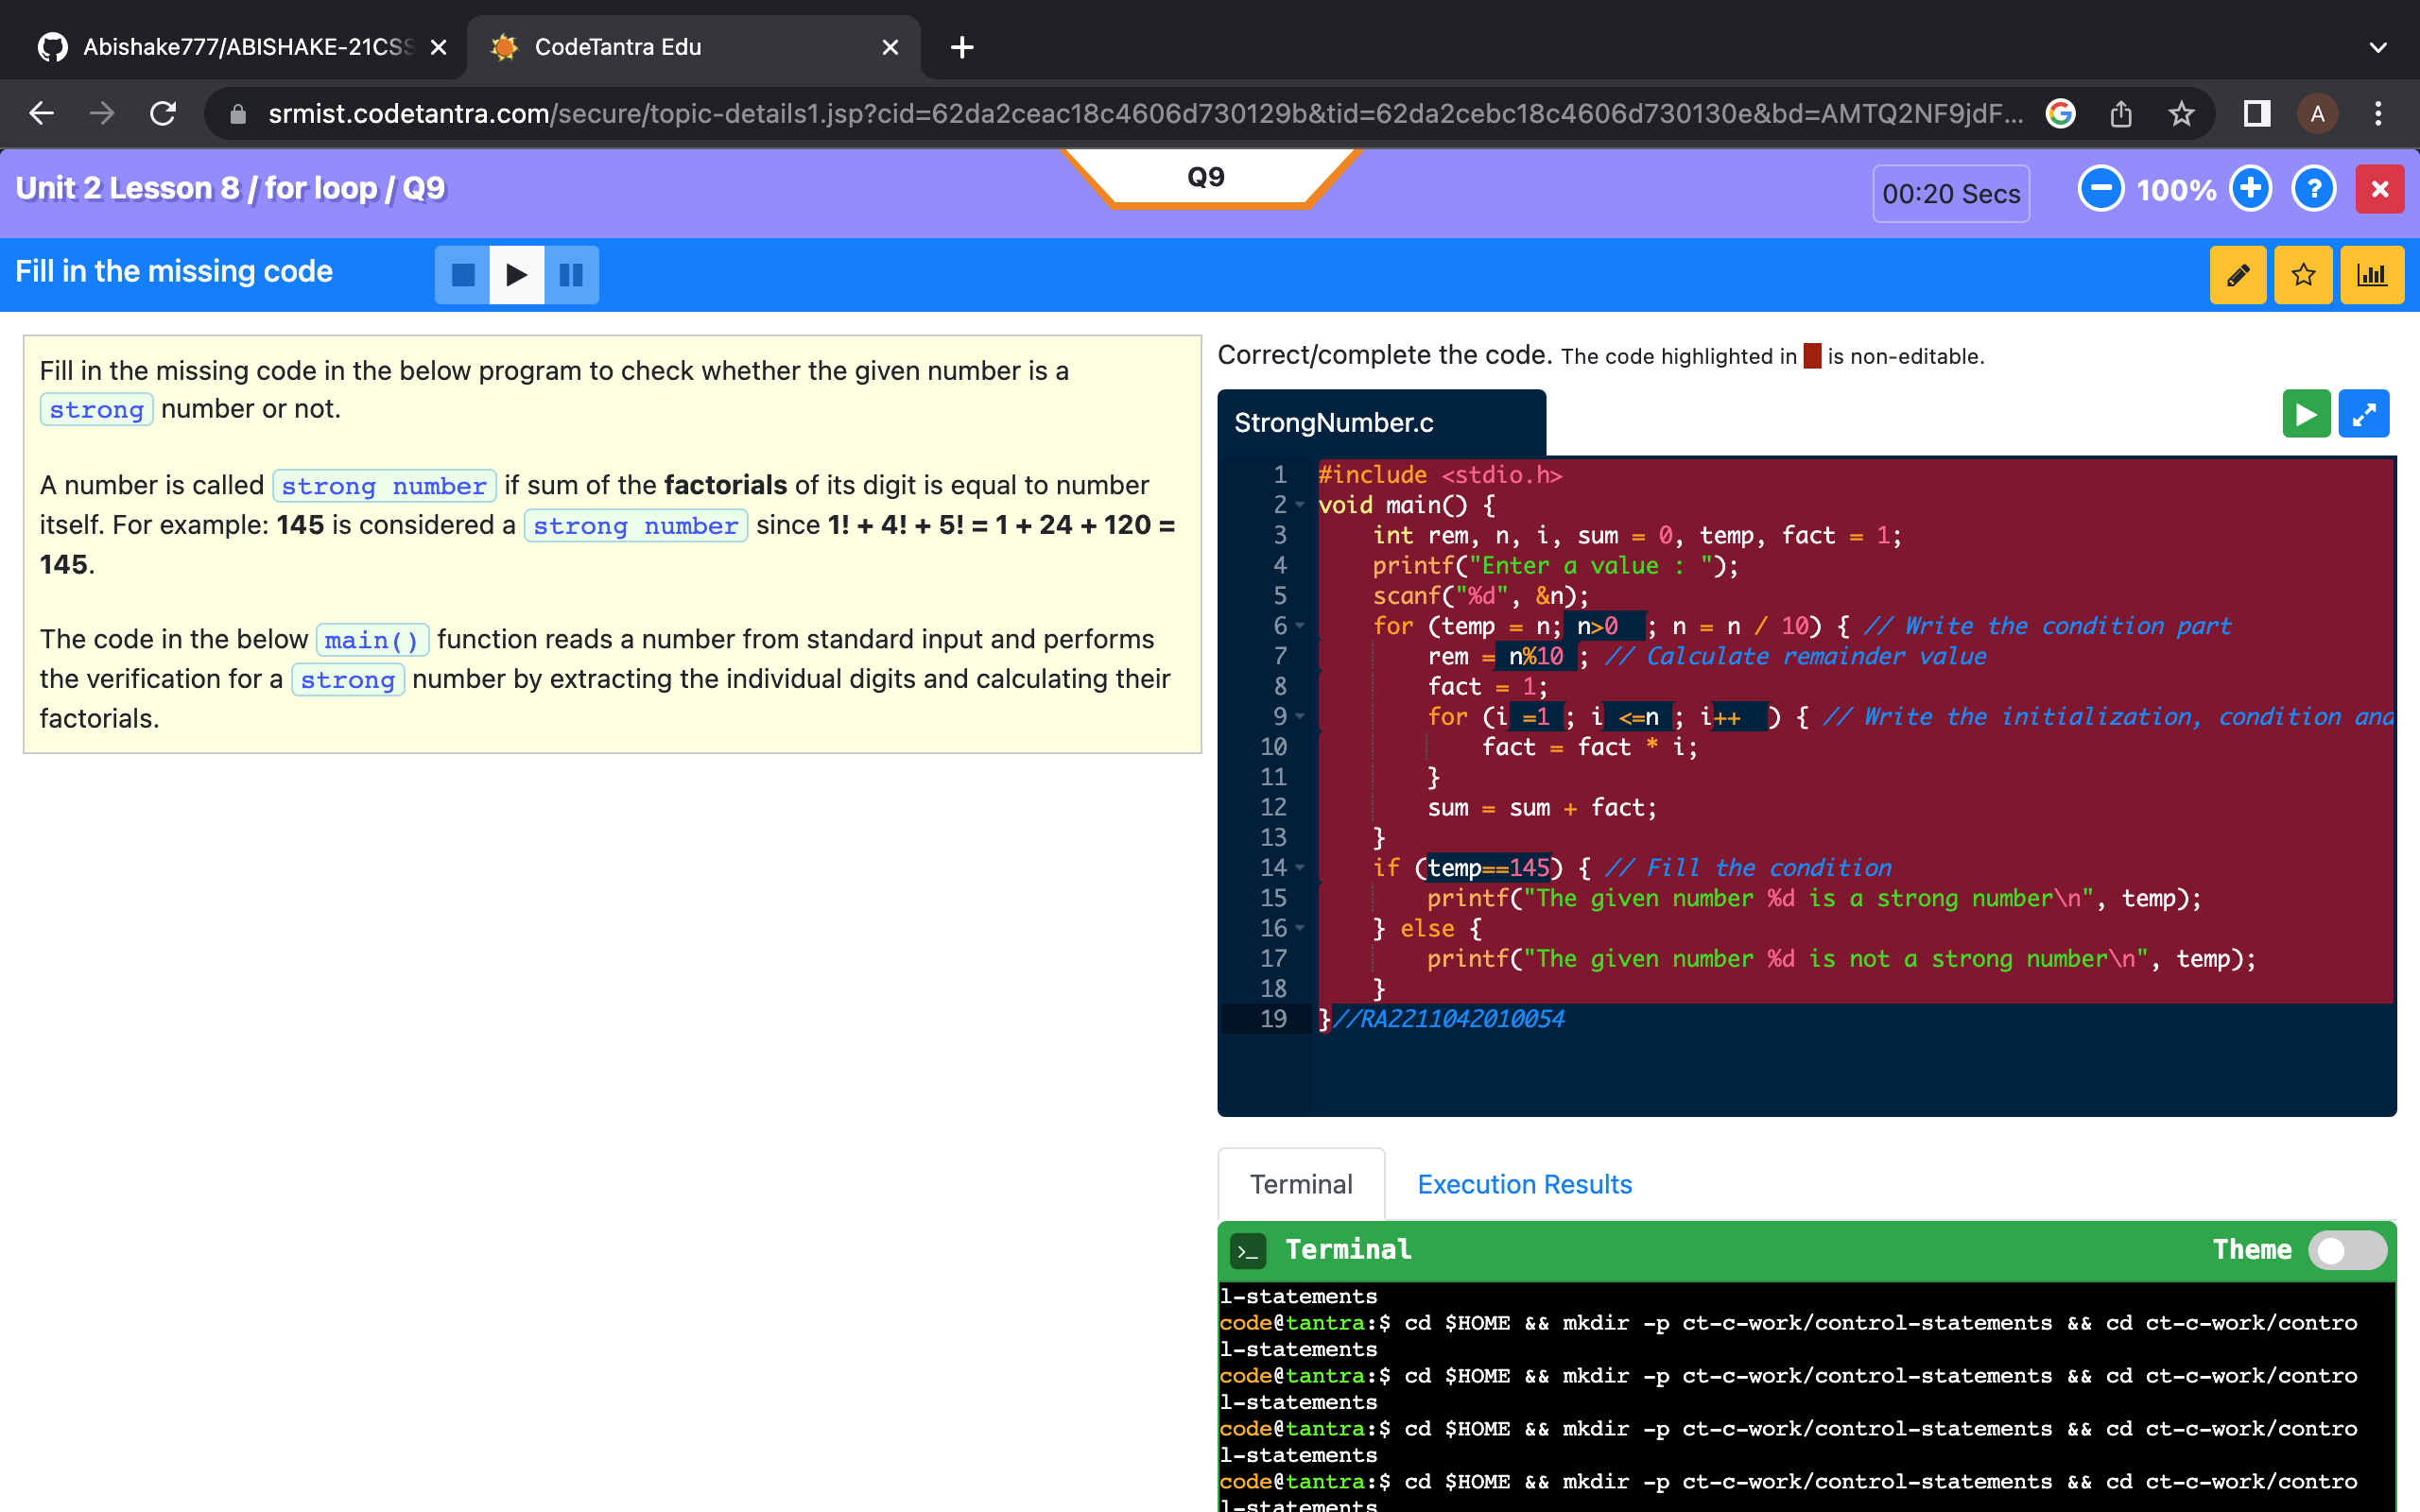 Abishake777/ABISHAKE-21CSS
CodeTantra Edu
srmist.codetantra.com/secure/topic-details1.jsp?cid=62da2ceac18c4606d730129b&tid=62da2cebc18c4606d730130e&bd=AMTQ2NF9jdF...
A
Unit 2 Lesson 8 / for loop / Q9
Q9
00:20 Secs
100%
?
Fill in the missing code
Fill in the missing code in the below program to check whether the given number is a
strong number or not.
A number is called strong number if sum of the factorials of its digit is equal to number
itself. For example: 145 is considered a strong number since 1! + 4! + 5! = 1 + 24 + 120 =
145.
The code in the below main() function reads a number from standard input and performs
the verification for a strong number by extracting the individual digits and calculating their
factorials.
Correct/complete the code. The code highlighted in is non-editable.
StrongNumber.c
1 #include <stdio.h>
2 void main() {
3 int rem, n, i, sum = 0, temp, fact = 1;
4 printf("Enter a value : ");
5 scanf("%d", &n);
6 for (temp = n; n>0 ; n = n / 10) { // Write the condition part
7 rem = n%10 ; // Calculate remainder value
8 fact = 1;
9 for (i =1 ; i <=n ; i++ ) { // Write the initialization, condition and
10 fact = fact * i;
11 }
12 sum = sum + fact;
13 }
14 if (temp==145) { // Fill the condition
15 printf("The given number %d is a strong number\n", temp);
16 } else {
17 printf("The given number %d is not a strong number\n", temp);
18 }
19 }//RA2211042010054
Terminal
Execution Results
>_ Terminal
Theme
l-statements
code@tantra:$ cd $HOME && mkdir -p ct-c-work/control-statements && cd ct-c-work/contro
l-statements
code@tantra:$ cd $HOME && mkdir -p ct-c-work/control-statements && cd ct-c-work/contro
l-statements
code@tantra:$ cd $HOME && mkdir -p ct-c-work/control-statements && cd ct-c-work/contro
l-statements
code@tantra:$ cd $HOME && mkdir -p ct-c-work/control-statements && cd ct-c-work/contro
l-statements